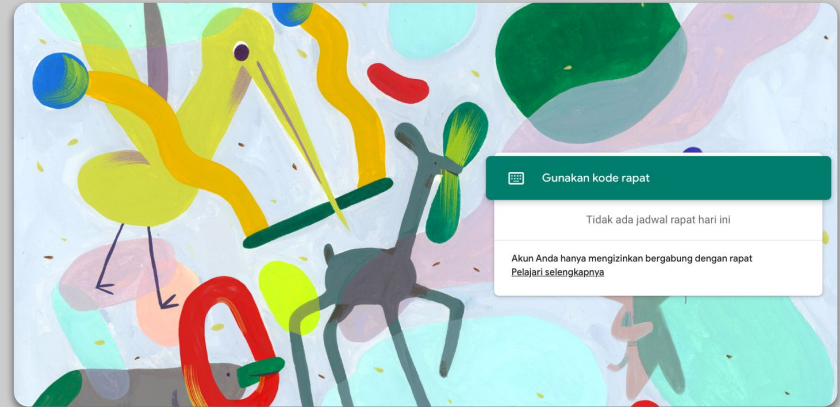 Gunakan kode rapat
Tidak ada jadwal rapat hari ini
Akun Anda hanya mengizinkan bergabung dengan rapat
Pelajari selengkapnya